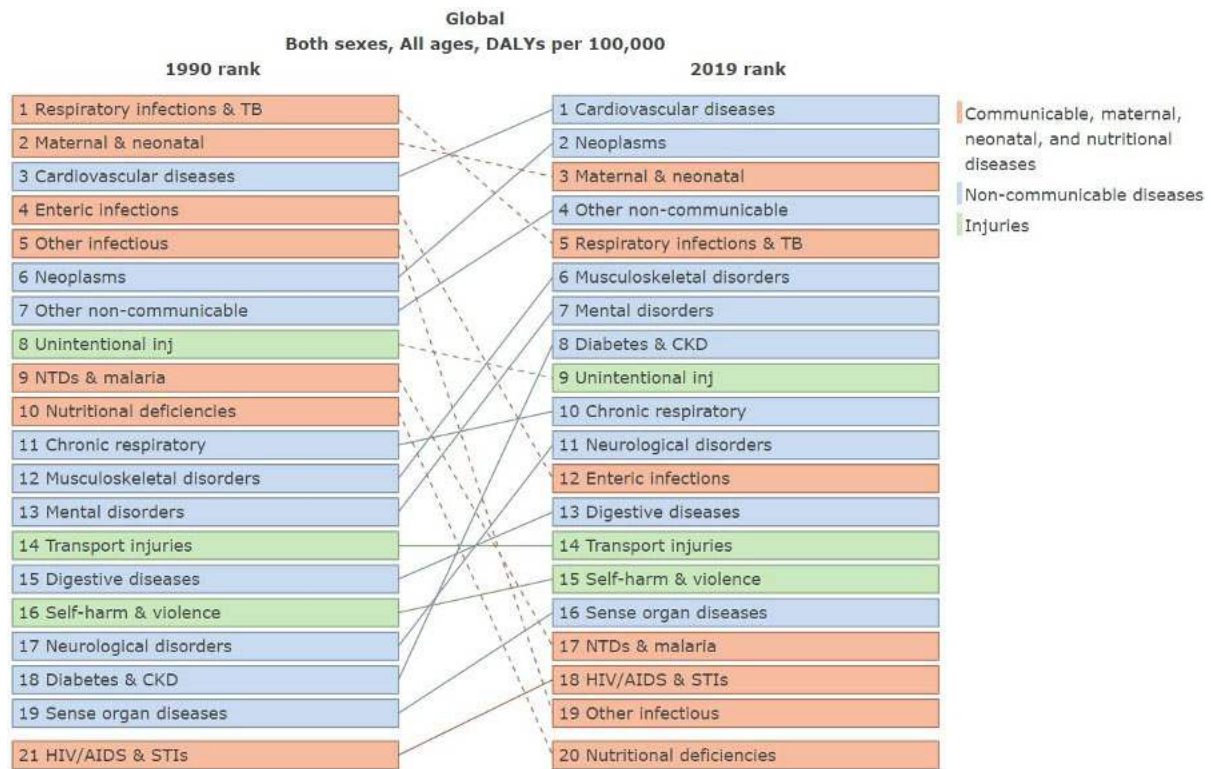 Global
Both sexes, All ages, DALYs per 100,000
1990 rank
1 Respiratory infections & TB
2 Maternal & neonatal
3 Cardiovascular diseases
4 Enteric infections
5 Other infectious
6 Neoplasms
7 Other non-communicable
8 Unintentional inj
9 NTDs & malaria
10 Nutritional deficiencies
11 Chronic respiratory
12 Musculoskeletal disorders
13 Mental disorders
14 Transport injuries
15 Digestive diseases
16 Self-harm & violence
17 Neurological disorders
18 Diabetes & CKD
19 Sense organ diseases
21 HIV/AIDS & STIs
2019 rank
1 Cardiovascular diseases
2 Neoplasms
3 Maternal & neonatal
4 Other non-communicable
5 Respiratory infections & TB
6 Musculoskeletal disorders
7 Mental disorders
8 Diabetes & CKD
9 Unintentional inj
10 Chronic respiratory
11 Neurological disorders
12 Enteric infections
13 Digestive diseases
14 Transport injuries
15 Self-harm & violence
16 Sense organ diseases
17 NTDs & malaria
18 HIV/AIDS & STIs
19 Other infectious
20 Nutritional deficiencies
Communicable, maternal,
neonatal, and nutritional
diseases
Non-communicable diseases
Injuries